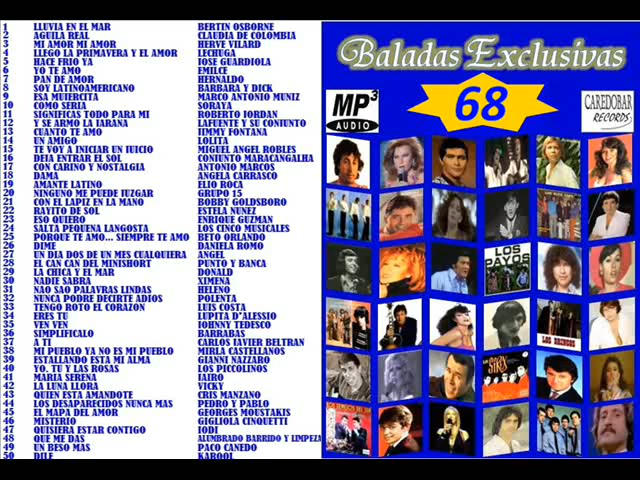 1 LLUVIA EN EL MAR BERTIN OSBORNE
2 AGUILA REAL CLAUDIA DE COLOMBIA
3 MI AMOR MI AMOR HERVE VILARD
4 LLEGO LA PRIMAVERA Y EL AMOR LECHUGA
5 HACE FRIO YA JOSE GUARDIOLA
6 YO TE AMO EMILCE
7 PAN DE AMOR HERNALDO
8 SOY LATINOAMERICANO BARBARA Y DICK
9 ESA MUJERCITA MARCO ANTONIO MUNIZ
10 COMO SERIA SORAYA
11 SIGNIFICAS TODO PARA MI ROBERTO JORDAN
12 Y SE ARMO LA JARANA LAFUENTE Y SU CONJUNTO
13 CUANTO TE AMO JIMMY FONTANA
14 UN AMIGO LOLITA
15 TE VOY A INICIAR UN JUICIO MIGUEL ANGEL ROBLES
16 DEJA ENTRAR EL SOL CONJUNTO MARACANGALHA
17 CON CARINO Y NOSTALGIA ANTONIO MARCOS
18 DAMA ANGELA CARRASCO
19 AMANTE LATINO ELIO ROCA
20 NINGUNO ME PUEDE JUZGAR GRUPO 15
21 CON EL LAPIZ EN LA MANO BOBBY GOLDSBORO
22 RAYITO DE SOL ESTELA NUNEZ
23 ESO QUIERO ENRIQUE GUZMAN
24 SALTA PEQUENA LANGOSTA LOS CINCO MUSICALES
25 PORQUE TE AMO... SIEMPRE TE AMO BETO ORLANDO
26 DIME DANIELA ROMO
27 UN DIA DOS DE UN MES CUALQUIERA ANGEL
28 EL CAN CAN DEL MINISHORT PUNTO Y BANCA
29 LA CHICA Y EL MAR DONALD
30 NADIE SABRA XIMENA
31 NAO SAO PALAVRAS LINDAS HELENO
32 NUNCA PODRE DECIRTE ADIOS POLENTA
33 TENGO ROTO EL CORAZON LUIS COSTA
34 ERES TU LUPITA D'ALESSIO
35 VEN VEN JOHNNY TEDESCO
36 SIMPLIFICALO BARRABAS
37 A TI CARLOS JAVIER BELTRAN
38 MI PUEBLO YA NO ES MI PUEBLO MIRLA CASTELLANOS
39 ESTALLANDO ESTA MI ALMA GIANNI NAZZARO
40 YO. TU Y LAS ROSAS LOS PICCOLINOS
41 MARIA SERENA JAIRO
42 LA LUNA LLORA VICKY
43 QUIEN ESTA AMANDOTE CRIS MANZANO
44 LOS DESAPARECIDOS NUNCA MAS PEDRO Y PABLO
45 EL MAPA DEL AMOR GEORGES MOUSTAKIS
46 MISTERIO GIGLIOLA CINQUETTI
47 QUISIERA ESTAR CONTIGO JODI
48 QUE ME DAS ALUMBRADO BARRIDO Y LIMPEZA
49 UN BESO MAS PACO CANEDO
50 DILE KAROOL
Baladas Exclusivas
68
MP3
AUDIO
CAREDOBAR
RECORDS
LOS PAYOS
LOS BRINCOS